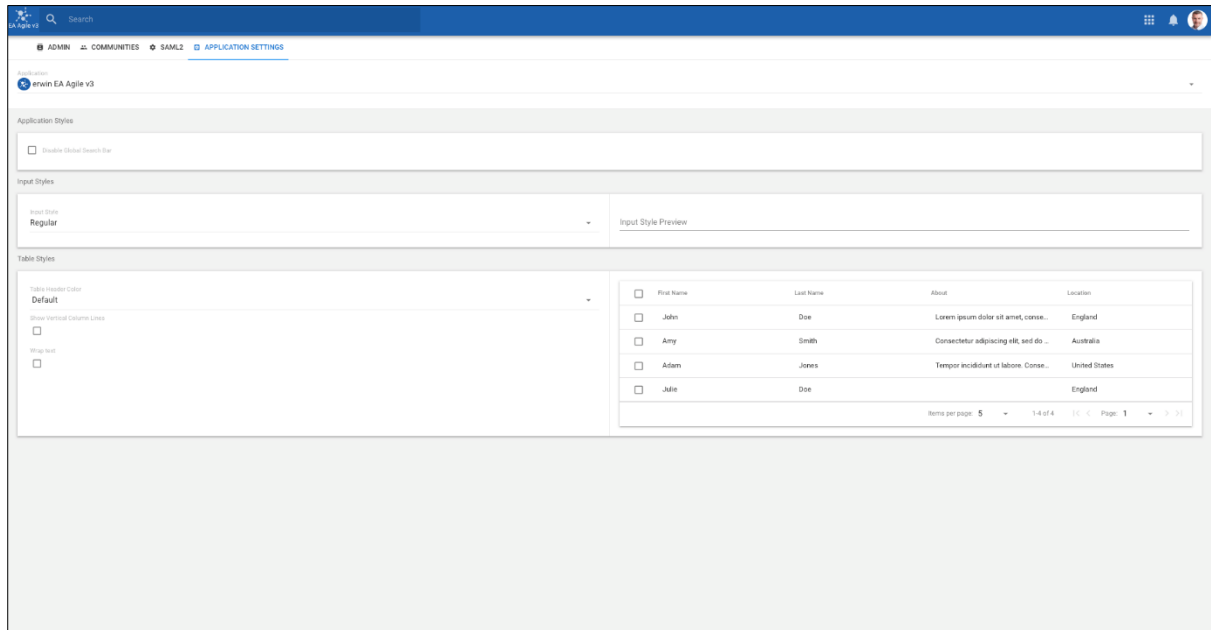 EA Agile v3
Search
ADMIN COMMUNITIES SAML2 APPLICATION SETTINGS
Application
erwin EA Agile v3
Application Styles
Disable Global Search Bar
Input Styles
Input Style
Regular
Input Style Preview
Table Styles
Table Header Color
Default
Show Vertical Column Lines
Wrap text
First Name Last Name About Location
John Doe Lorem ipsum dolor sit amet, conse... England
Amy Smith Consectetur adipiscing elit, sed do ... Australia
Adam Jones Tempor incididunt ut labore. Conse... United States
Julie Doe England
Items per page: 5 1-4 of 4 Page: 1